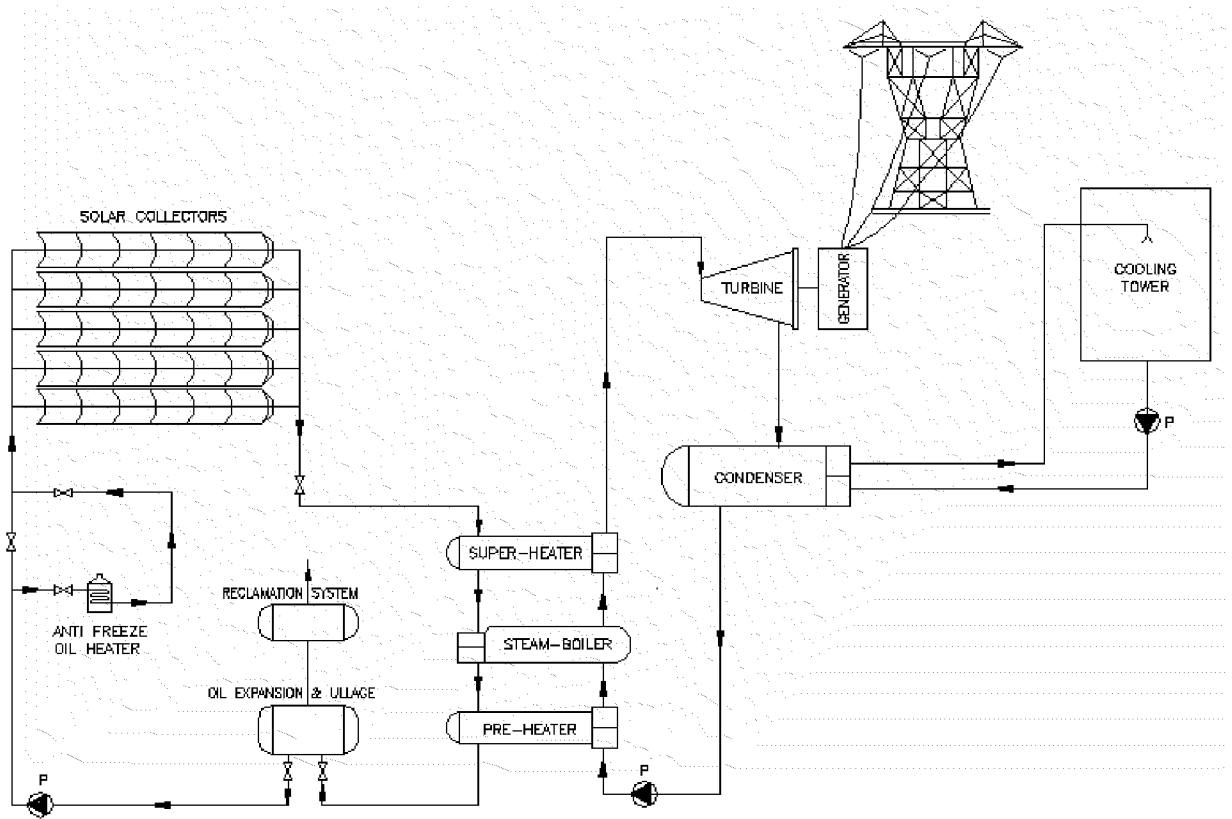 SOLAR COLLECTORS
TURBINE
GENERATOR
COOLING
TOWER
P
CONDENSER
SUPER-HEATER
RECLAMATION SYSTEM
ANTI FREEZE
OIL HEATER
STEAM-BOILER
OIL EXPANSION & ULLAGE
PRE-HEATER
P
P